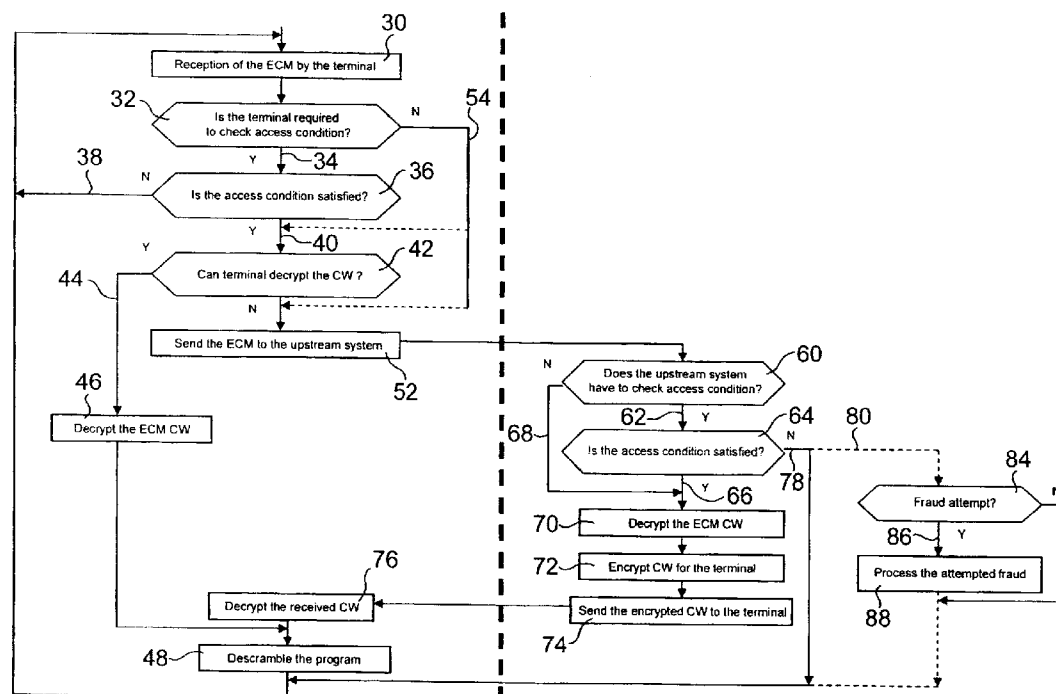 30
Reception of the ECM by the terminal
32
Is the terminal required
to check access condition?
N
54
Y
34
38
N
36
Is the access condition satisfied?
Y
40
Y
42
Can terminal decrypt the CW ?
44
N
Send the ECM to the upstream system
52
N
60
Does the upstream system
have to check access condition?
46
Decrypt the ECM CW
62
Y
64
68
N
80
Is the access condition satisfied?
78
66
Y
84
Fraud attempt?
70
Decrypt the ECM CW
86
Y
72
Encrypt CW for the terminal
Process the attempted fraud
88
76
Decrypt the received CW
Send the encrypted CW to the terminal
74
48
Descramble the program